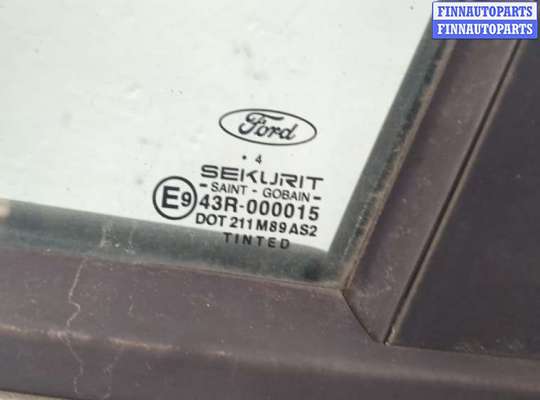 FINNAUTOPARTS
FINNAUTOPARTS
Ford
• 4
SEKURIT
- SAINT - GOBAIN -
E9 43R-000015
DOT 211 M89 AS2
TINTED